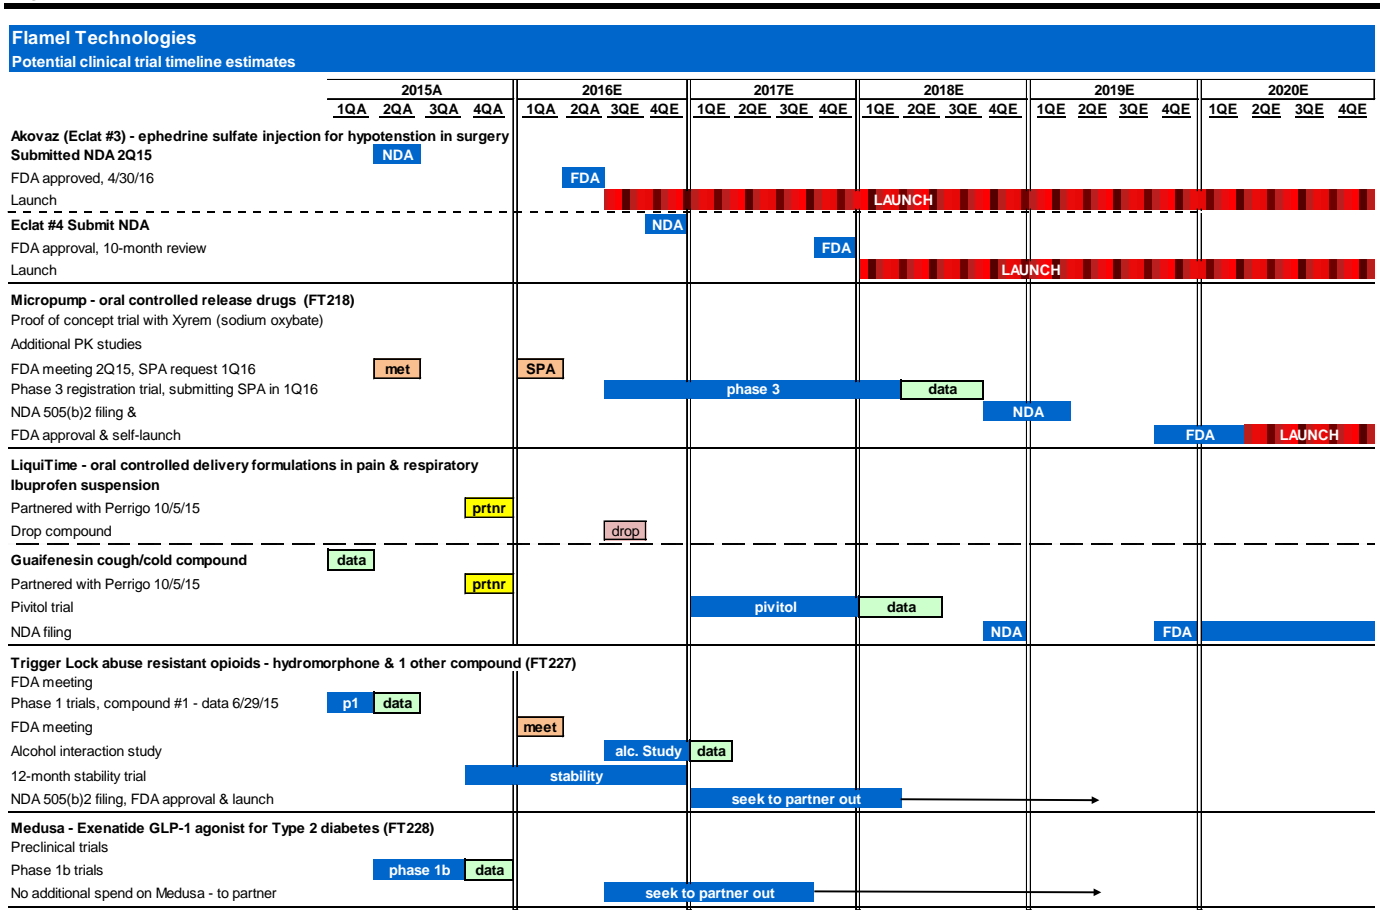 Flamel Technologies
Potential clinical trial timeline estimates
2015A 2016E 2017E 2018E 2019E 2020E
1QA 2QA 3QA 4QA 1QA 2QA 3QE 4QE 1QE 2QE 3QE 4QE 1QE 2QE 3QE 4QE 1QE 2QE 3QE 4QE 1QE 2QE 3QE 4QE
Akovaz (Eclat #3) - ephedrine sulfate injection for hypotenstion in surgery
Submitted NDA 2Q15 NDA
FDA approved, 4/30/16 FDA
Launch LAUNCH
Eclat #4 Submit NDA NDA
FDA approval, 10-month review FDA
Launch LAUNCH
Micropump - oral controlled release drugs (FT218)
Proof of concept trial with Xyrem (sodium oxybate)
Additional PK studies
FDA meeting 2Q15, SPA request 1Q16 met SPA
Phase 3 registration trial, submitting SPA in 1Q16 phase 3 data
NDA 505(b)2 filing & NDA
FDA approval & self-launch FDA LAUNCH
LiquiTime - oral controlled delivery formulations in pain & respiratory
Ibuprofen suspension
Partnered with Perrigo 10/5/15 prtnr
Drop compound drop
Guaifenesin cough/cold compound data
Partnered with Perrigo 10/5/15 prtnr
Pivitol trial pivitol data
NDA filing NDA FDA
Trigger Lock abuse resistant opioids - hydromorphone & 1 other compound (FT227)
FDA meeting
Phase 1 trials, compound #1 - data 6/29/15 p1 data
FDA meeting meet
Alcohol interaction study alc. Study data
12-month stability trial stability
NDA 505(b)2 filing, FDA approval & launch seek to partner out
Medusa - Exenatide GLP-1 agonist for Type 2 diabetes (FT228)
Preclinical trials
Phase 1b trials phase 1b data
No additional spend on Medusa - to partner seek to partner out